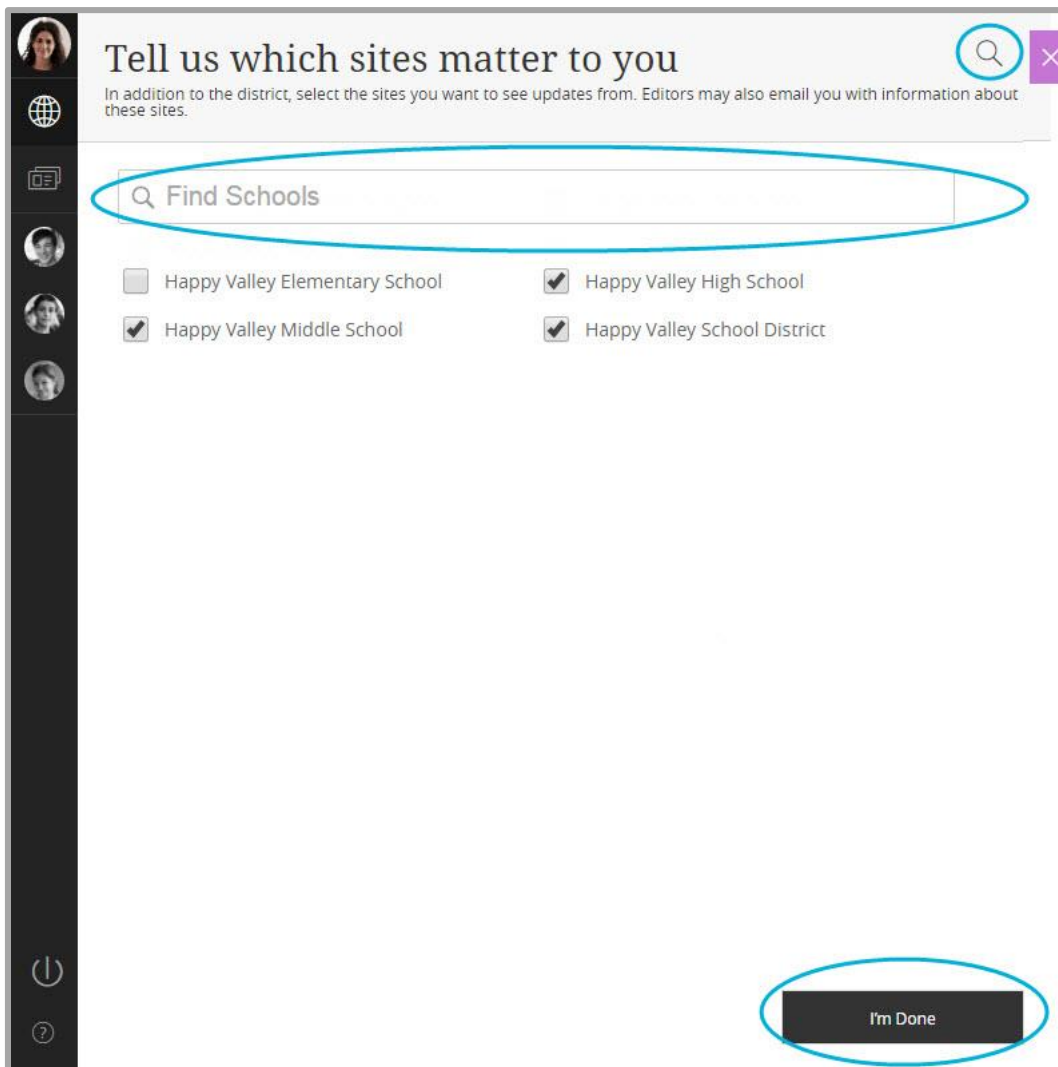 Tell us which sites matter to you
In addition to the district, select the sites you want to see updates from. Editors may also email you with information about
these sites.
Find Schools
Happy Valley Elementary School
Happy Valley High School
Happy Valley Middle School
Happy Valley School District
I'm Done